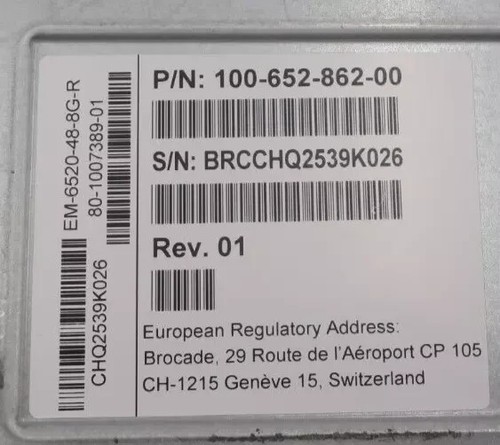 P/N: 100-652-862-00
S/N: BRCCHQ2539K026
Rev. 01
European Regulatory Address:
Brocade, 29 Route de l'Aéroport CP 105
CH-1215 Genève 15, Switzerland
EM-6520-48-8G-R
80-1007389-01
CHQ2539K026